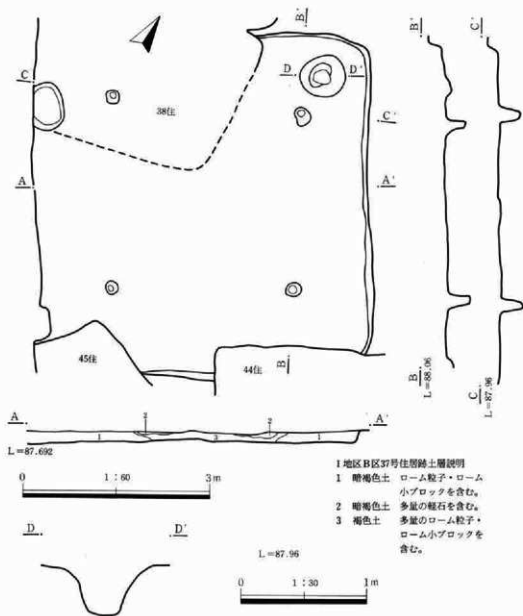 B'
B'
C'
C
D
D'
38住
C'
A
A'
45住
44住
B
B
L=88.06
C
L=87.96
A
2
2
A'
1
3
1
L=87.692
0
1:60
3m
I地区B区37号住居跡土層説明
1 暗褐色土 ローム粒子・ローム
小ブロックを含む。
2 暗褐色土 多量の軽石を含む。
3 褐色土 多量のローム粒子・
ローム小ブロックを
含む。
D
D'
L=87.96
0
1:30
1m